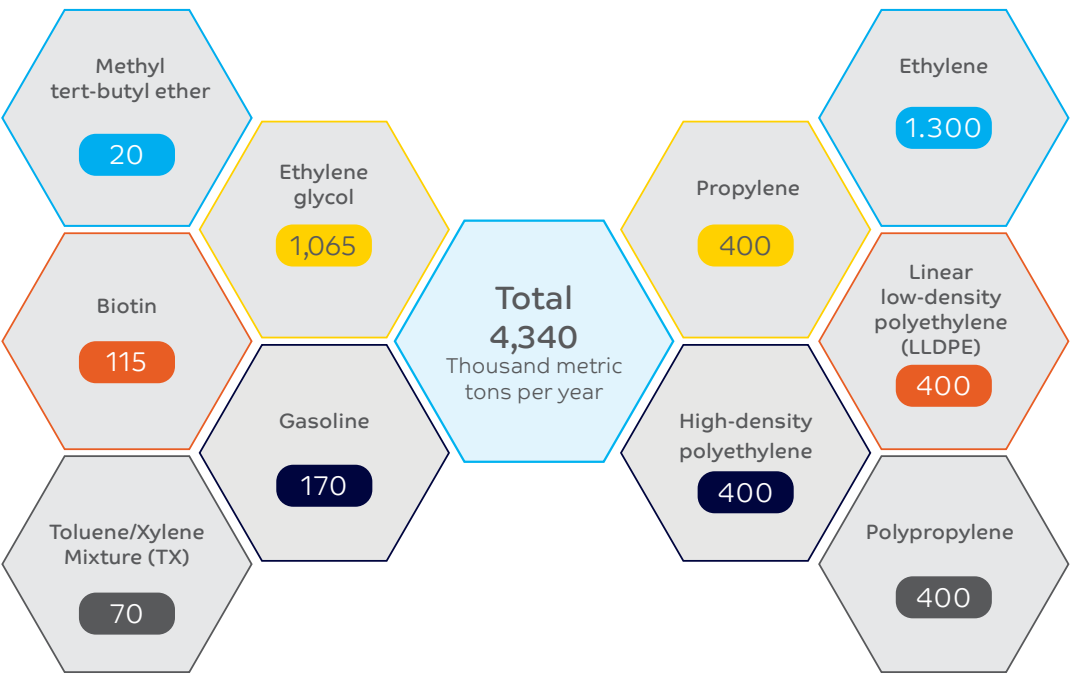 Methyl
tert-butyl ether
20
Ethylene
glycol
1,065
Biotin
115
Gasoline
170
Toluene/Xylene
Mixture (TX)
70
Total
4,340
Thousand metric
tons per year
Ethylene
1.300
Propylene
400
Linear
low-density
polyethylene
(LLDPE)
400
High-density
polyethylene
400
Polypropylene
400